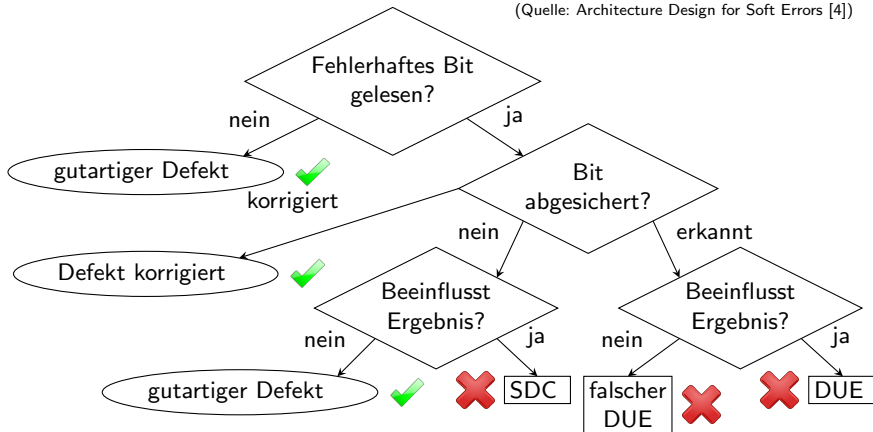 (Quelle: Architecture Design for Soft Errors [4])
Fehlerhaftes Bit
gelesen?
nein
ja
gutartiger Defekt
korrigiert
Bit
abgesichert?
nein
erkannt
Defekt korrigiert
Beeinflusst
Ergebnis?
Beeinflusst
Ergebnis?
nein
ja
nein
ja
gutartiger Defekt
SDC
falscher
DUE
DUE